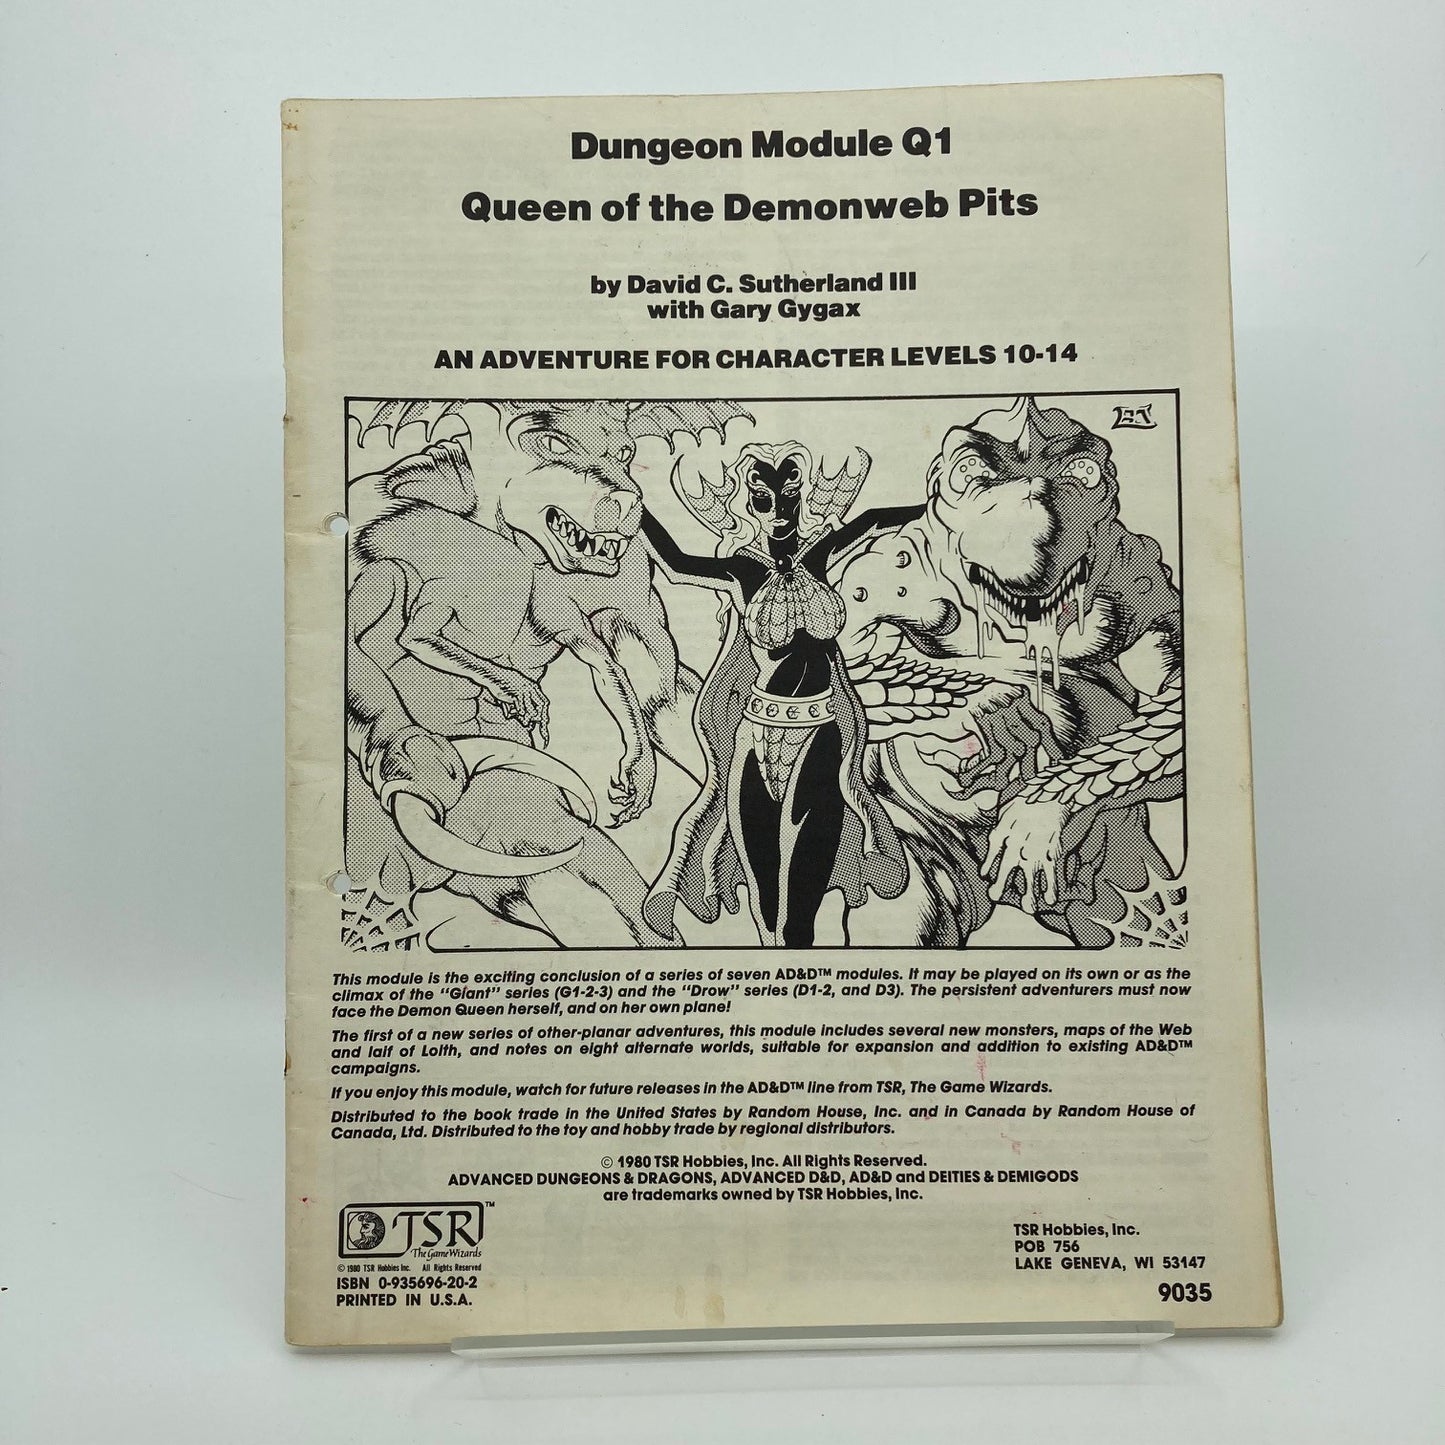 Dungeon Module Q1
Queen of the Demonweb Pits
by David C. Sutherland III
with Gary Gygax
AN ADVENTURE FOR CHARACTER LEVELS 10-14
This module is the exciting conclusion of a series of seven AD&D™ modules. It may be played on its own or as the
climax of the "Giant" series (G1-2-3) and the "Drow" series (D1-2, and D3). The persistent adventurers must now
face the Demon Queen herself, and on her own plane!
The first of a new series of other-planar adventures, this module includes several new monsters, maps of the Web
and lalf of Lolth, and notes on eight alternate worlds, suitable for expansion and addition to existing AD&D™
campaigns.
If you enjoy this module, watch for future releases in the AD&D™ line from TSR, The Game Wizards.
Distributed to the book trade in the United States by Random House, Inc. and in Canada by Random House of
Canada, Ltd. Distributed to the toy and hobby trade by regional distributors.
© 1980 TSR Hobbies, Inc. All Rights Reserved.
ADVANCED DUNGEONS & DRAGONS, ADVANCED D&D, AD&D and DEITIES & DEMIGODS
are trademarks owned by TSR Hobbies, Inc.
TSR™
The Game Wizards
© 1980 TSR Hobbies Inc. All Rights Reserved
ISBN 0-935696-20-2
PRINTED IN U.S.A.
TSR Hobbies, Inc.
POB 756
LAKE GENEVA, WI 53147
9035